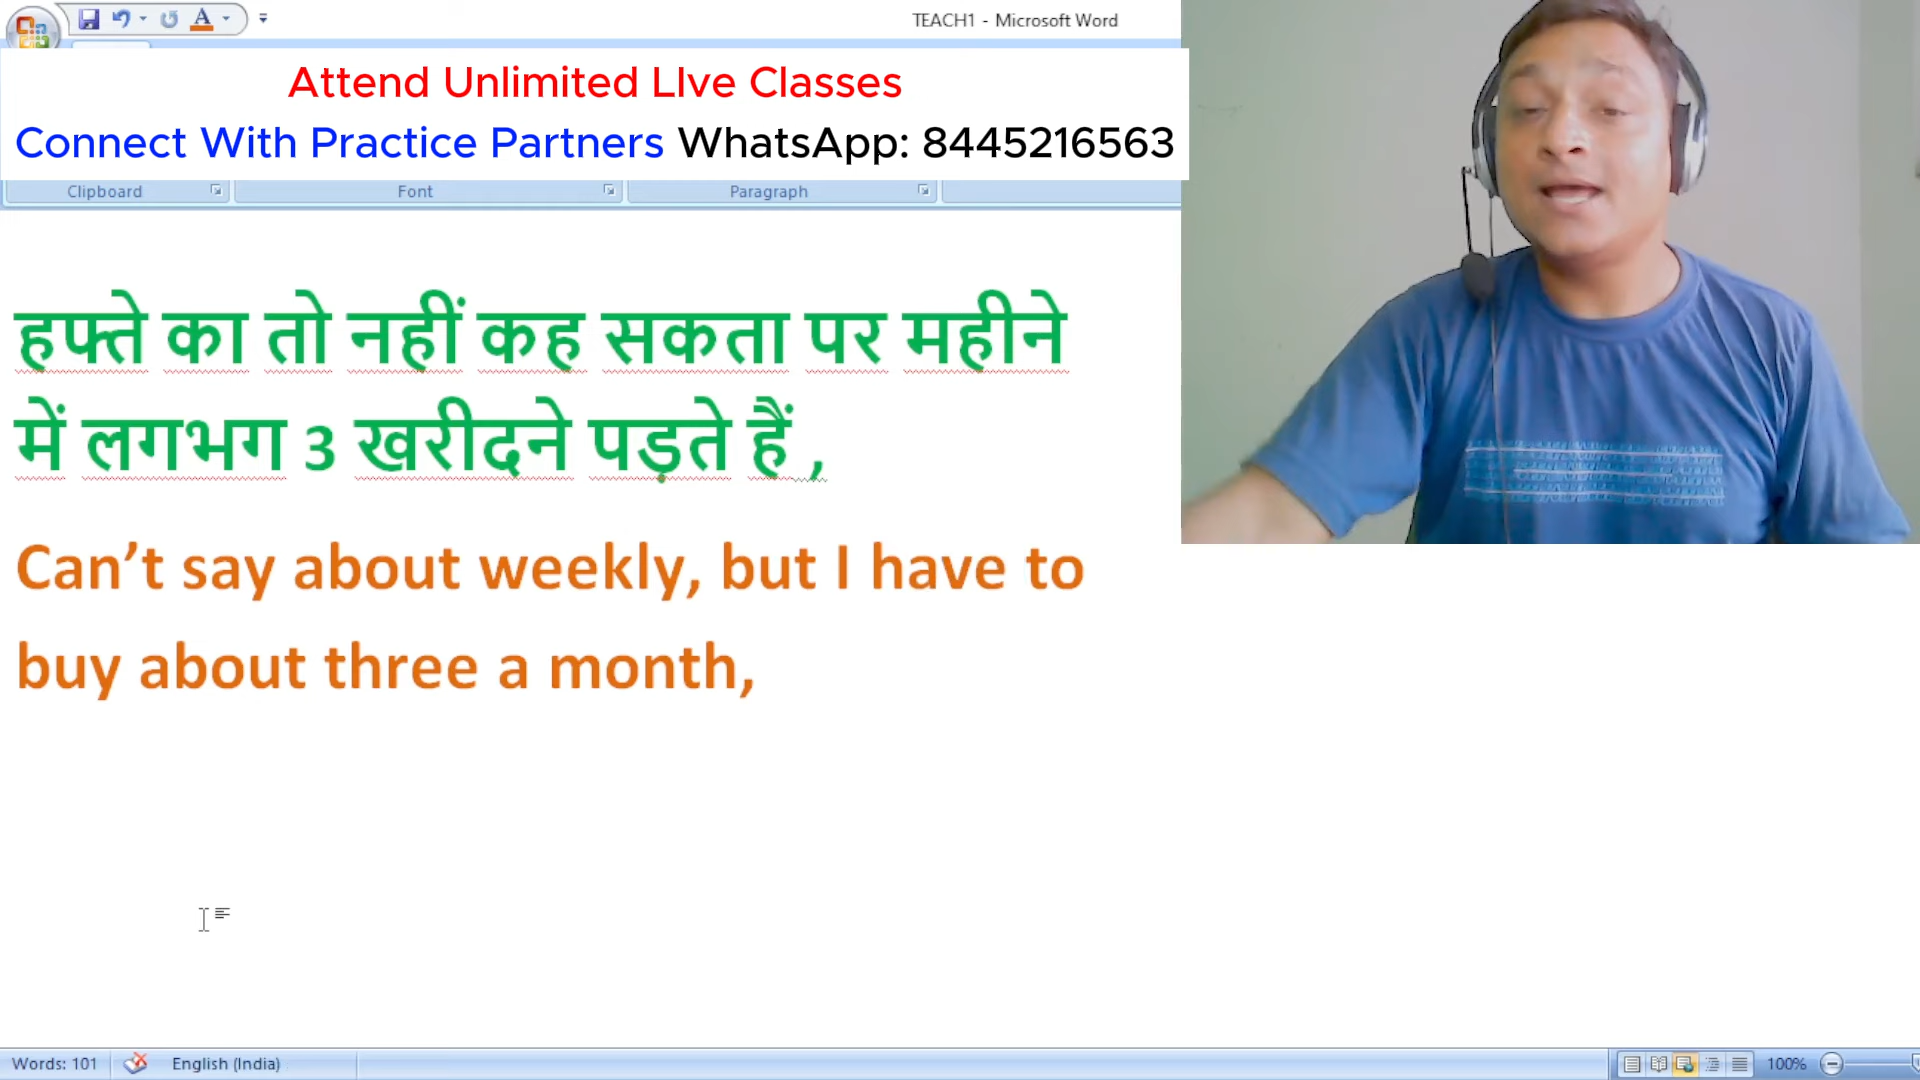 TEACH1 - Microsoft Word
Attend Unlimited LIve Classes
Connect With Practice Partners WhatsApp: 8445216563
Clipboard Font Paragraph
हफ्ते का तो नहीं कह सकता पर महीने
में लगभग 3 खरीदने पड़ते हैं ,
Can’t say about weekly, but I have to
buy about three a month,
Words: 101 English (India) 100%